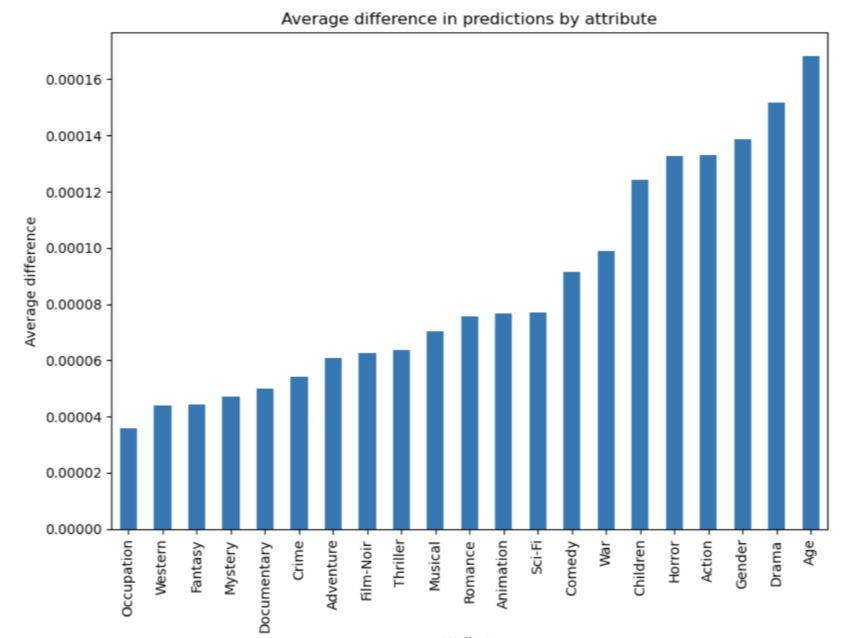 Average difference in predictions by attribute
Average difference
0.00016
0.00014
0.00012
0.00010
0.00008
0.00006
0.00004
0.00002
0.00000
Occupation
Western
Fantasy
Mystery
Documentary
Crime
Adventure
Film-Noir
Thriller
Musical
Romance
Animation
Sci-Fi
Comedy
War
Children
Horror
Action
Gender
Drama
Age